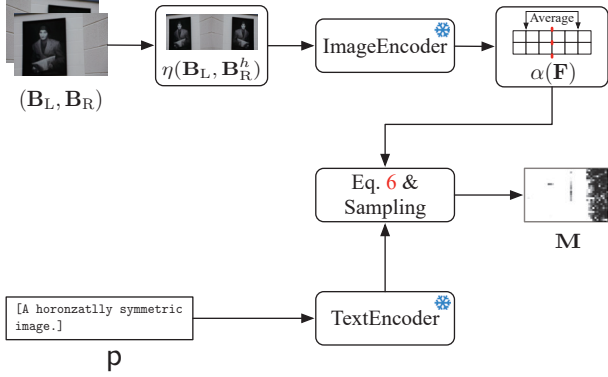 Average
(B_L, B_R)
η(B_L, B_R^h)
ImageEncoder
α(F)
Eq. 6 &
Sampling
M
[A horonzatlly symmetric
image.]
p
TextEncoder